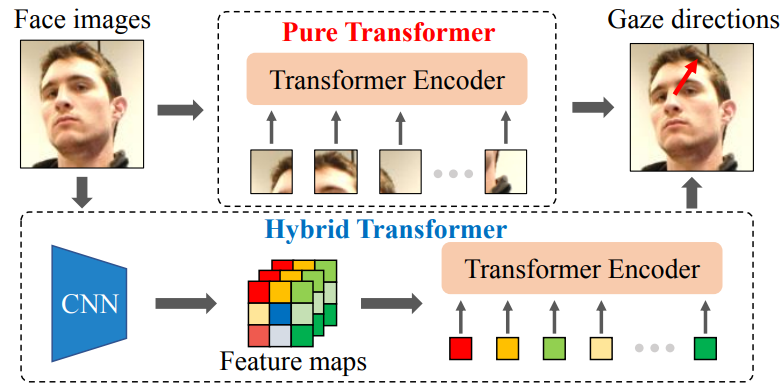 Face images
Pure Transformer
Gaze directions
Transformer Encoder
Hybrid Transformer
CNN
Feature maps
Transformer Encoder